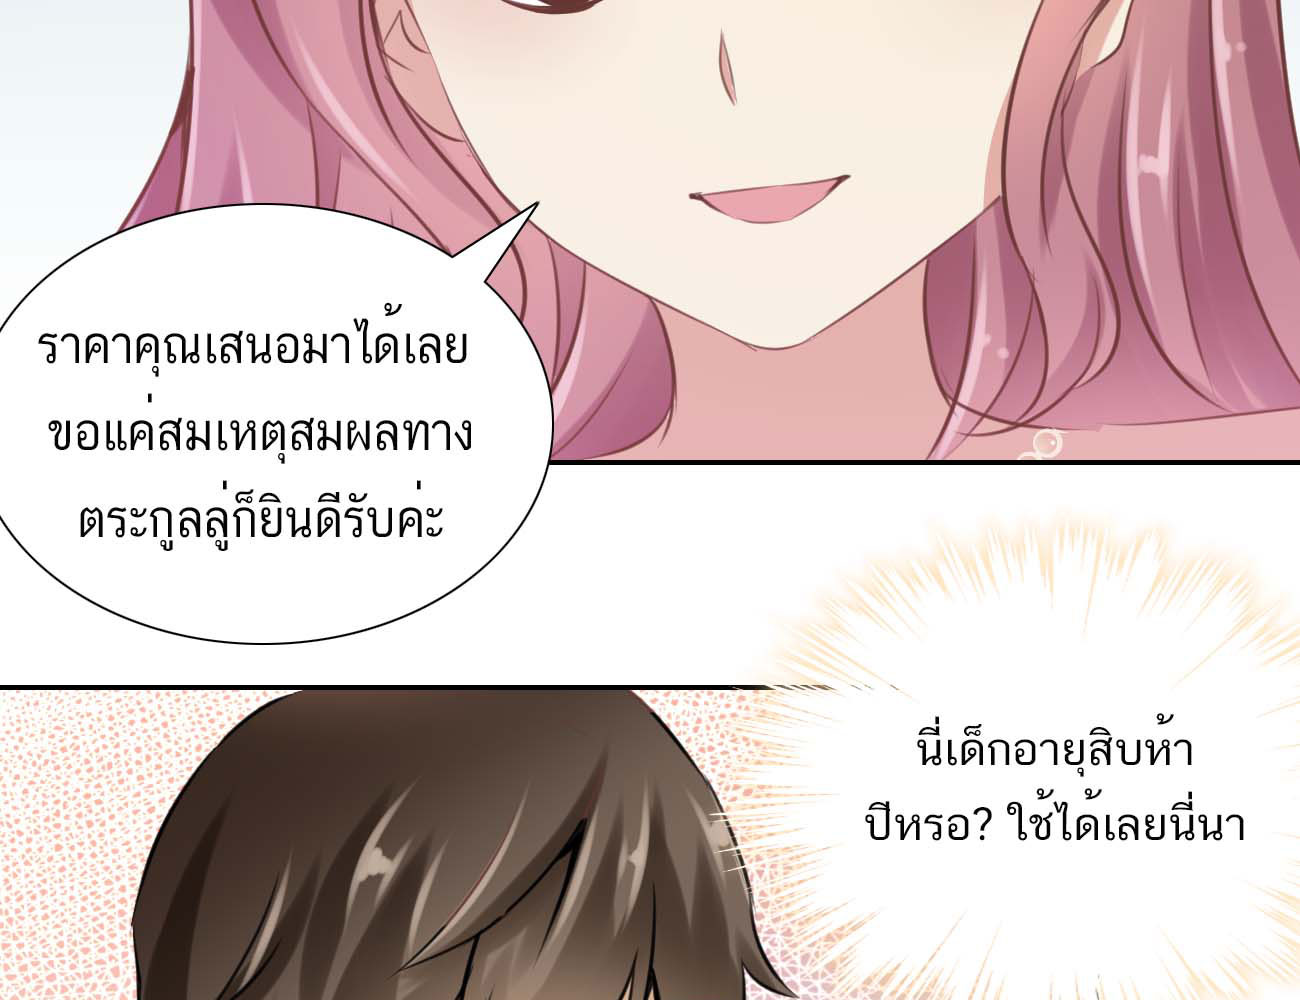 ราคาคุณเสนอมาได้เลย
ขอแค่สมเหตุสมผลทาง
ตระกูลลู่ก็ยินดีรับค่ะ
นี่เด็กอายุสิบห้า
ปีหรอ? ใช้ได้เลยนี่นา